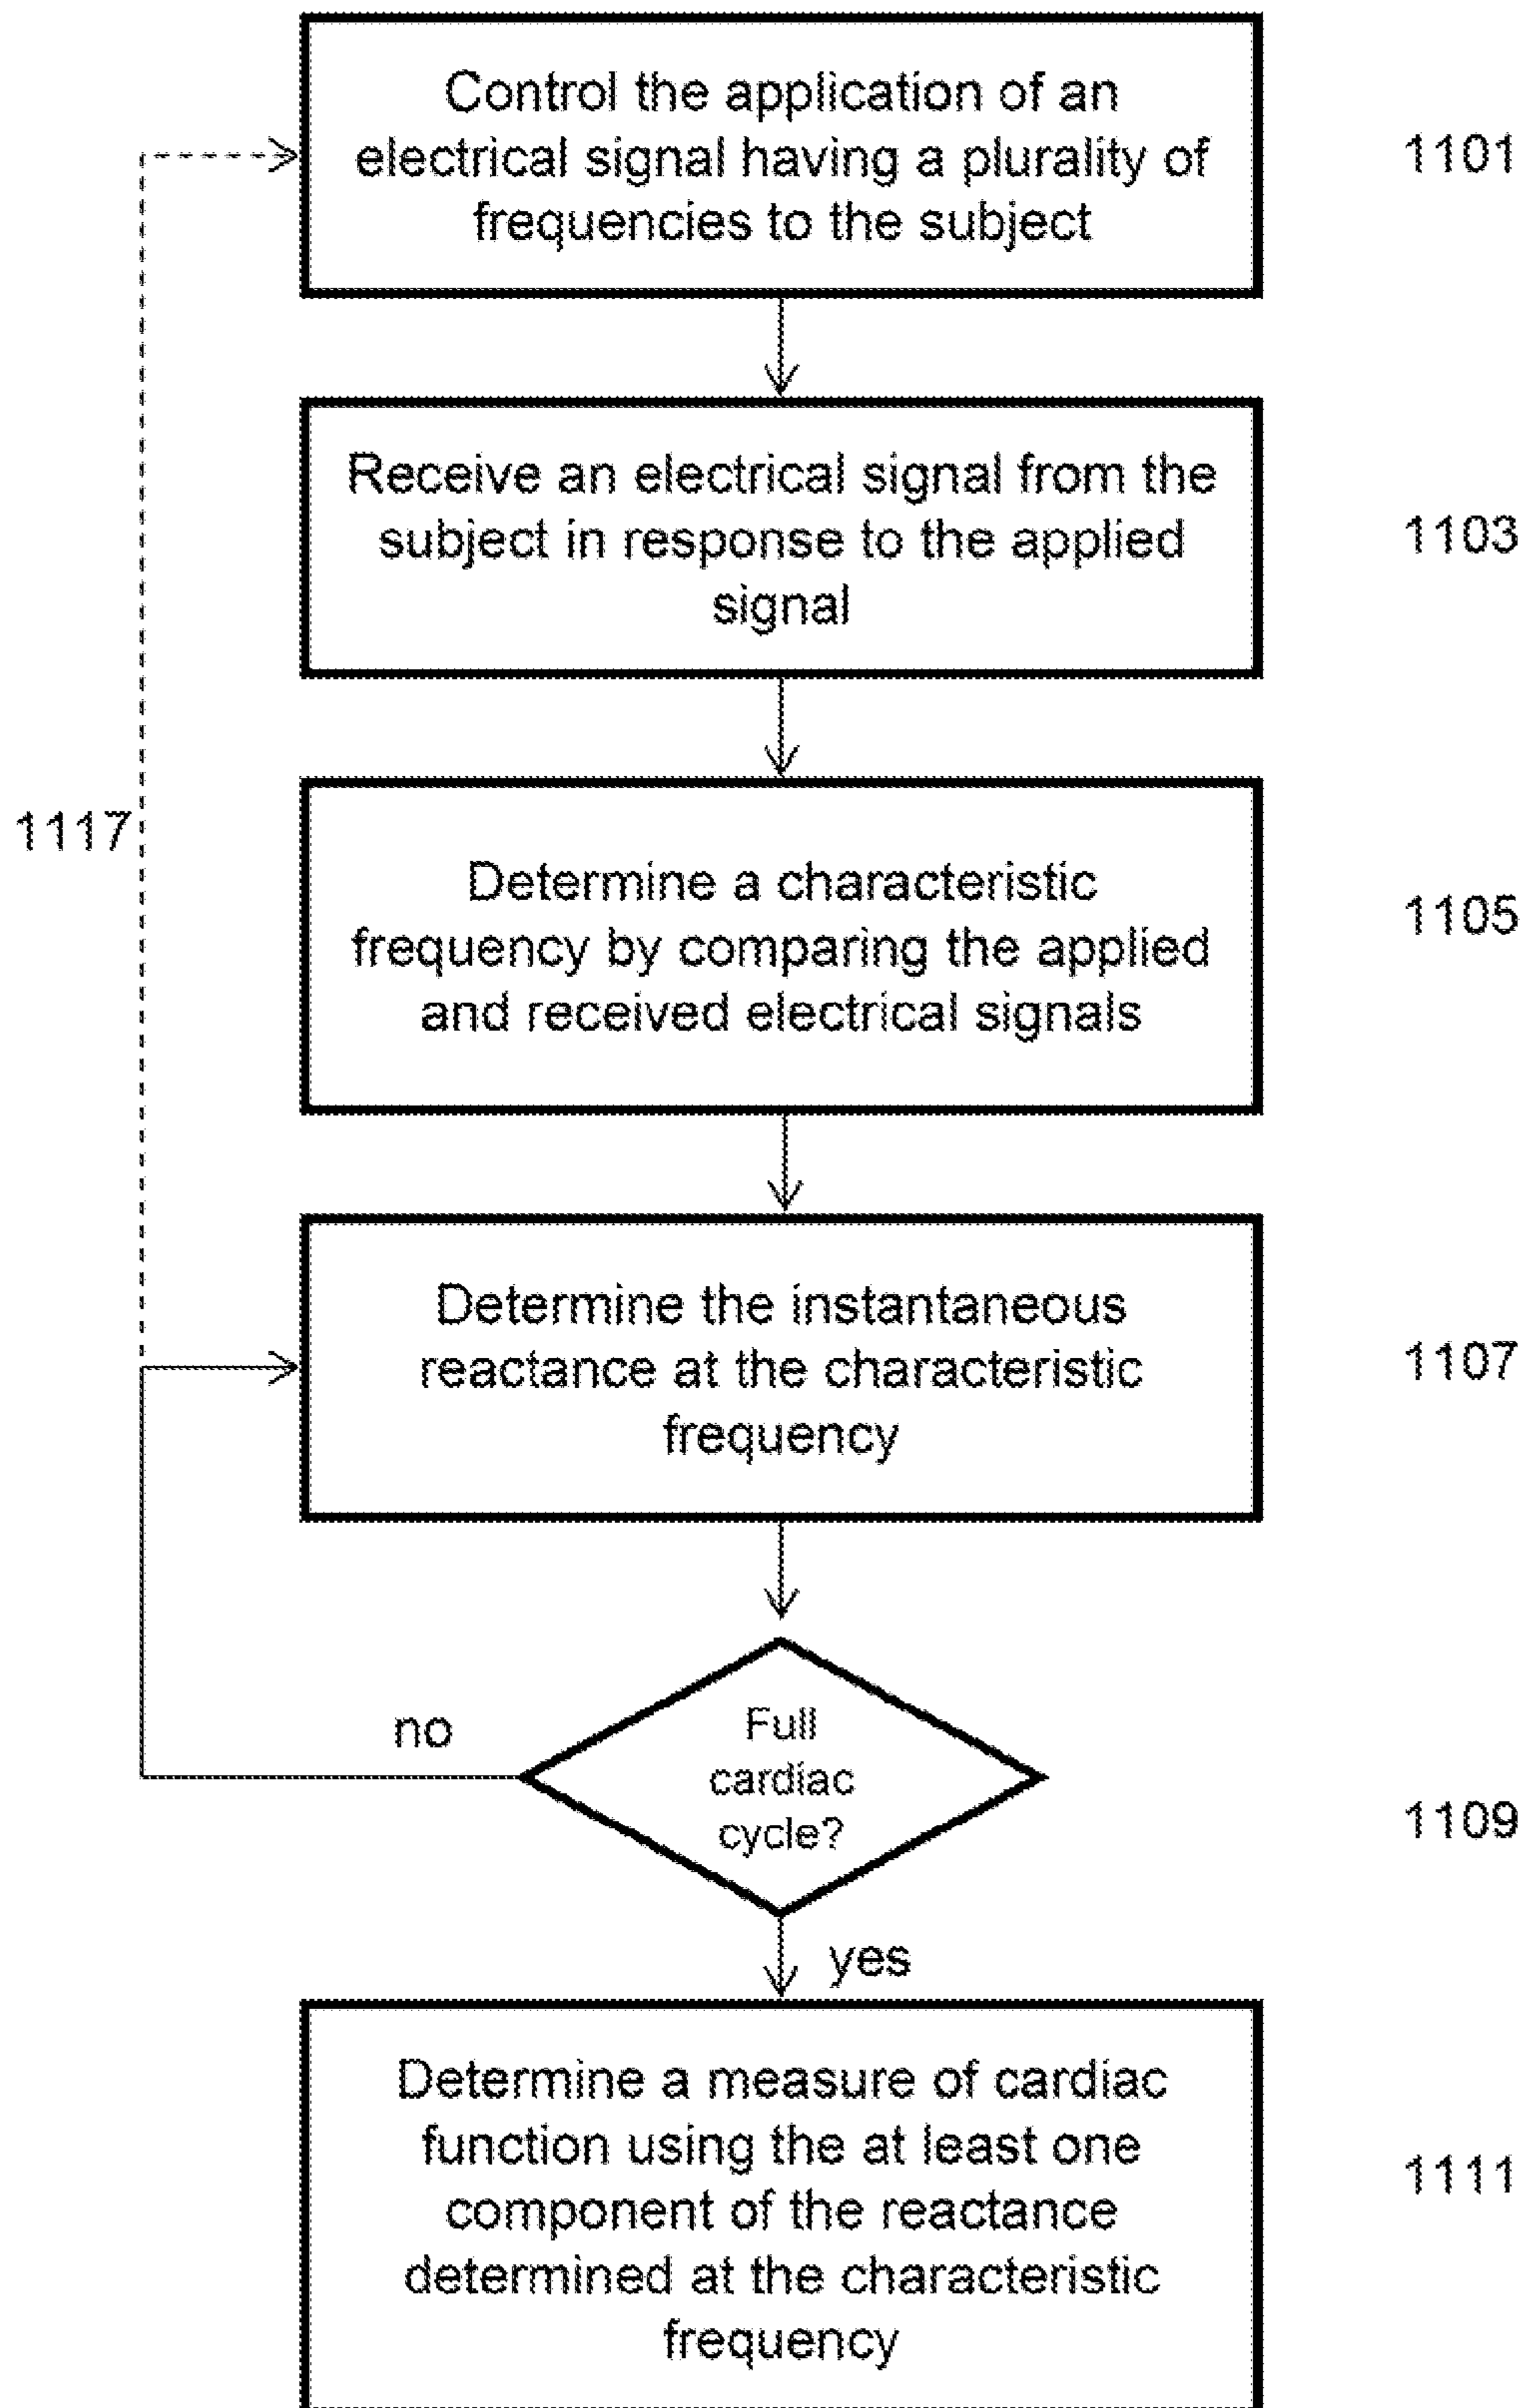 Control the application of an
electrical signal having a plurality of
frequencies to the subject
1101
Receive an electrical signal from the
subject in response to the applied
signal
1103
1117
Determine a characteristic
frequency by comparing the applied
and received electrical signals
1105
Determine the instantaneous
reactance at the characteristic
frequency
1107
no
Full
cardiac
cycle?
1109
yes
Determine a measure of cardiac
function using the at least one
component of the reactance
determined at the characteristic
frequency
1111